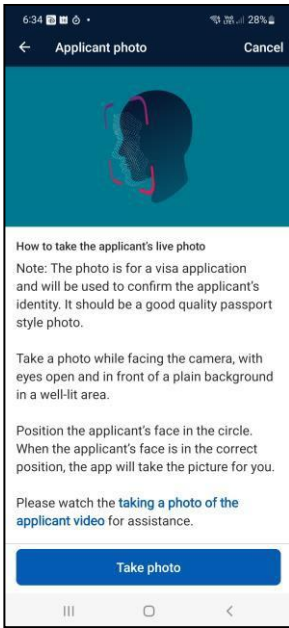 6:34
28%
Applicant photo
Cancel
How to take the applicant's live photo
Note: The photo is for a visa application
and will be used to confirm the applicant's
identity. It should be a good quality passport
style photo.
Take a photo while facing the camera, with
eyes open and in front of a plain background
in a well-lit area.
Position the applicant's face in the circle.
When the applicant's face is in the correct
position, the app will take the picture for you.
Please watch the taking a photo of the
applicant video for assistance.
Take photo